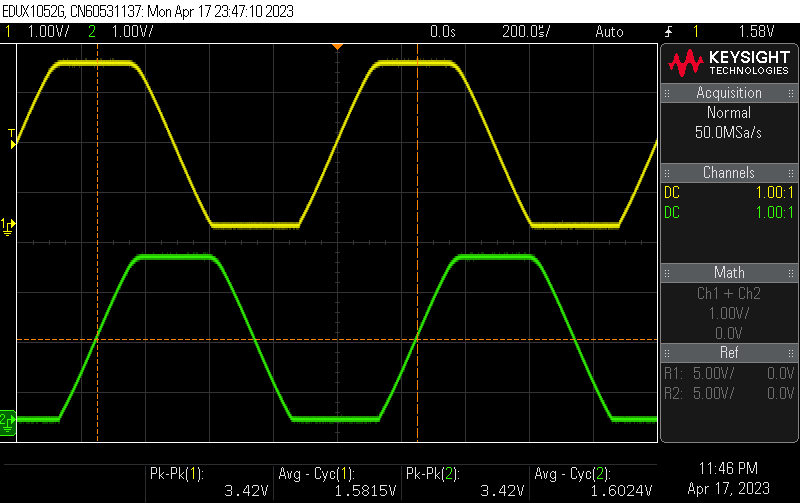 EDUX1052G, CN60531137: Mon Apr 17 23:47:10 2023
1 1.00V/ 2 1.00V/ 0.0s 200.0us/ Auto 1 1.58V
KEYSIGHT
TECHNOLOGIES
Acquisition
Normal
50.0MSa/s
Channels
DC 1.00:1
DC 1.00:1
Math
Ch1 + Ch2
1.00V/
0.0V
Ref
R1: 5.00V/ 0.0V
R2: 5.00V/ 0.0V
T
1
2
Pk-Pk(1): Avg - Cyc(1): Pk-Pk(2): Avg - Cyc(2):
3.42V 1.5815V 3.42V 1.6024V
11:46 PM
Apr 17, 2023